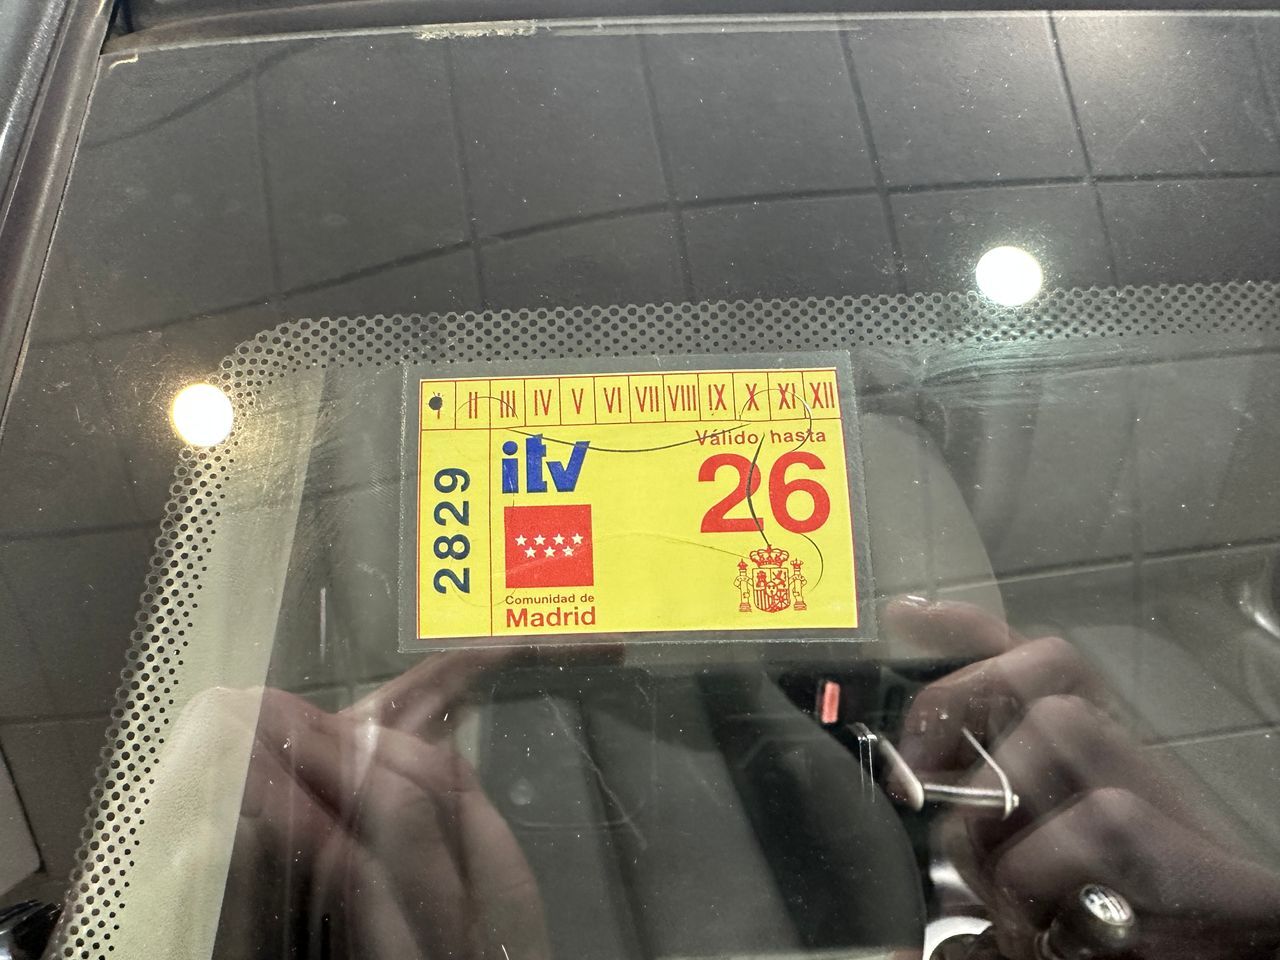 I II III IV V VI VII VIII IX X XI XII
2829
itv
Válido hasta
26
Comunidad de
Madrid